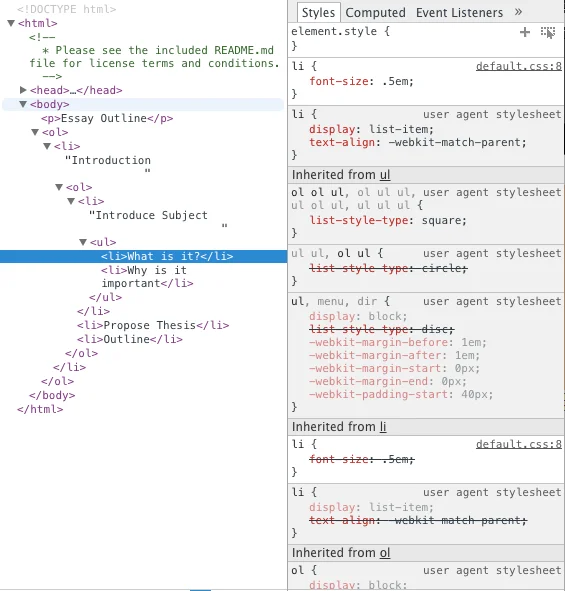 <!DOCTYPE html>
<html>
<!--
* Please see the included README.md
file for license terms and conditions.
-->
<head>…</head>
<body>
<p>Essay Outline</p>
<ol>
<li>
"Introduction
"
<ol>
<li>
"Introduce Subject
"
<ul>
<li>What is it?</li>
<li>Why is it
important</li>
</ul>
</li>
<li>Propose Thesis</li>
<li>Outline</li>
</ol>
</li>
</ol>
</body>
</html>
Styles Computed Event Listeners »
element.style {
}
li { default.css:8
font-size: .5em;
}
li { user agent stylesheet
display: list-item;
text-align: -webkit-match-parent;
}
Inherited from ul
ol ol ul, ol ul ul, user agent stylesheet
ul ol ul, ul ul ul {
list-style-type: square;
}
ul ul, ol ul { user agent stylesheet
list-style-type: circle;
}
ul, menu, dir { user agent stylesheet
display: block;
list-style-type: disc;
-webkit-margin-before: 1em;
-webkit-margin-after: 1em;
-webkit-margin-start: 0px;
-webkit-margin-end: 0px;
-webkit-padding-start: 40px;
}
Inherited from li
li { default.css:8
font-size: .5em;
}
li { user agent stylesheet
display: list-item;
text-align: -webkit-match-parent;
}
Inherited from ol
ol { user agent stylesheet
display: block;